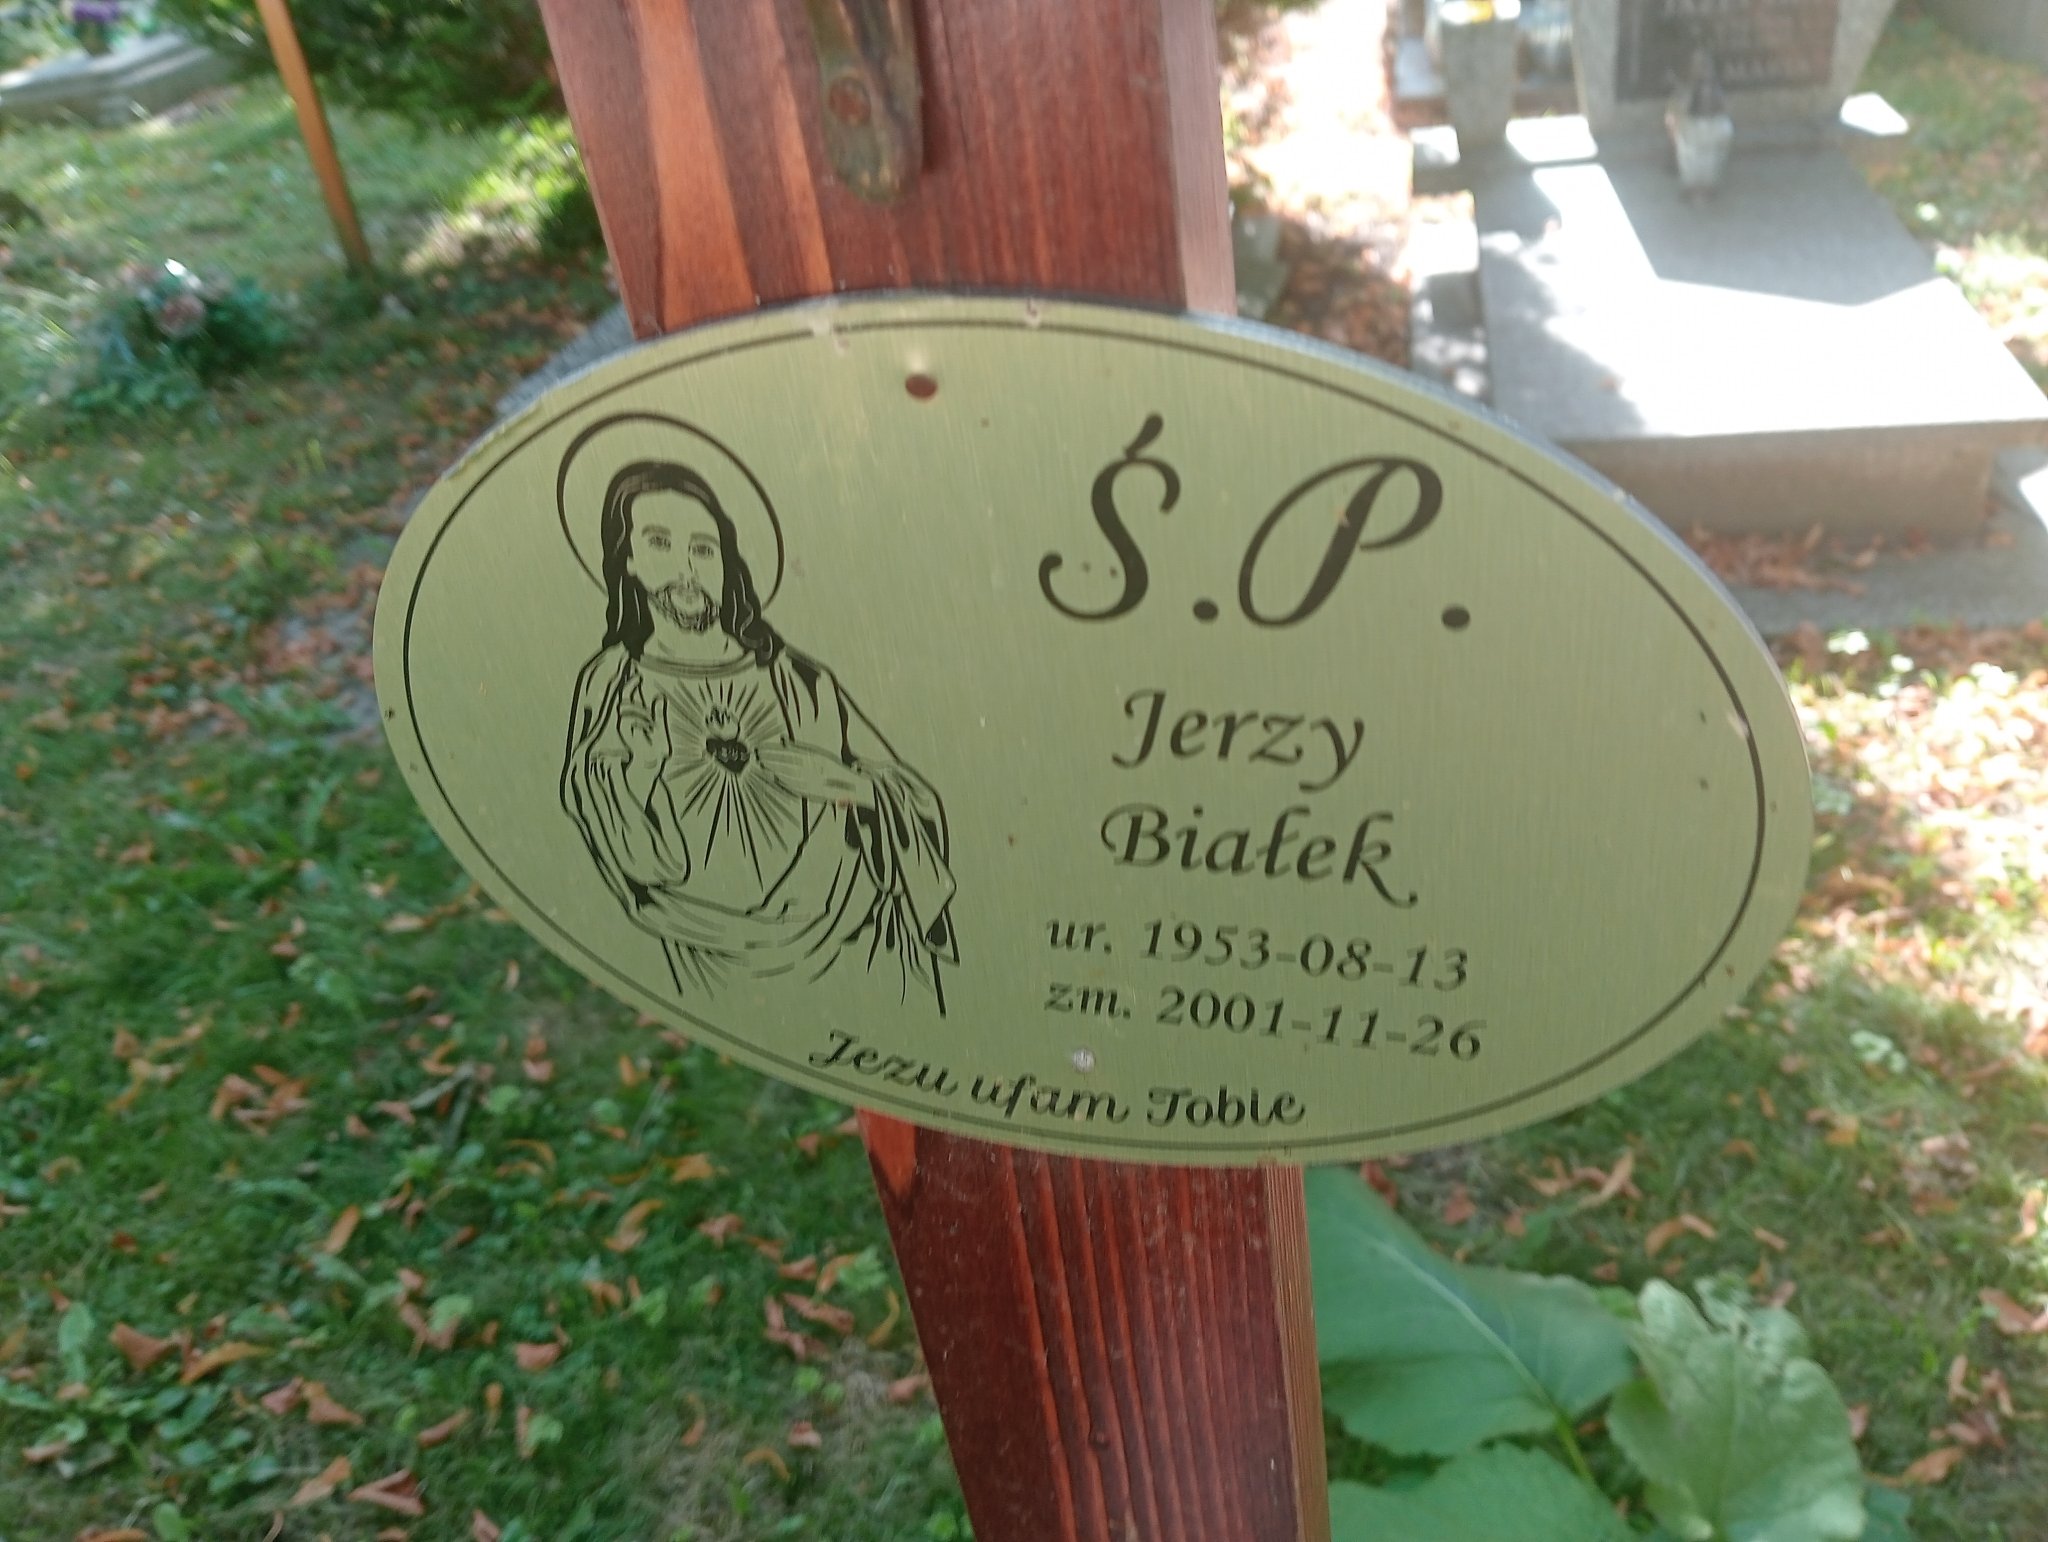 Ś.P.
Jerzy
Białek
ur. 1953-08-13
zm. 2001-11-26
Jezu ufam Tobie